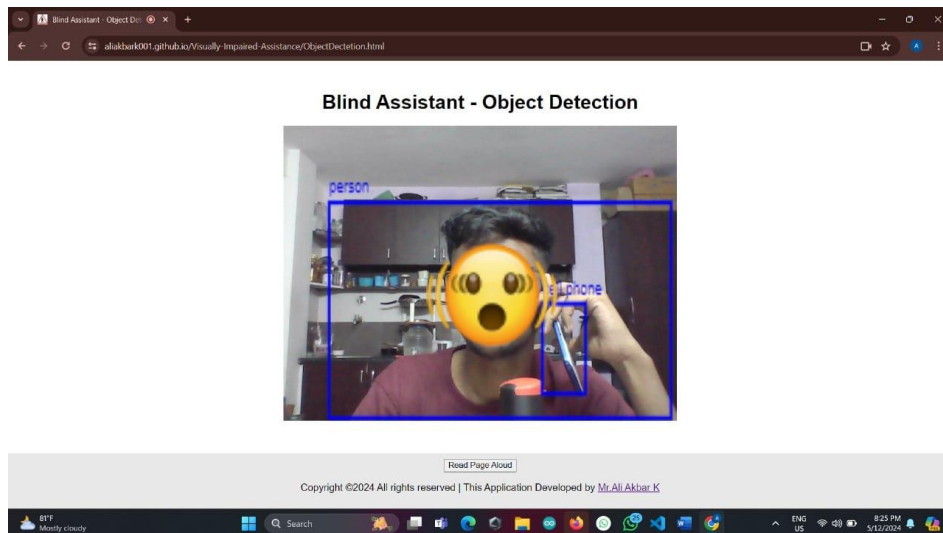 Blind Assistant - Object Det
aliakbark001.github.io/Visually-Impaired-Assistance/ObjectDectetion.html
A
Blind Assistant - Object Detection
person
phone
Read Page Aloud
Copyright ©2024 All rights reserved | This Application Developed by Mr.Ali Akbar K
81°F
Mostly cloudy
Search
ENG
US
8:25 PM
5/12/2024